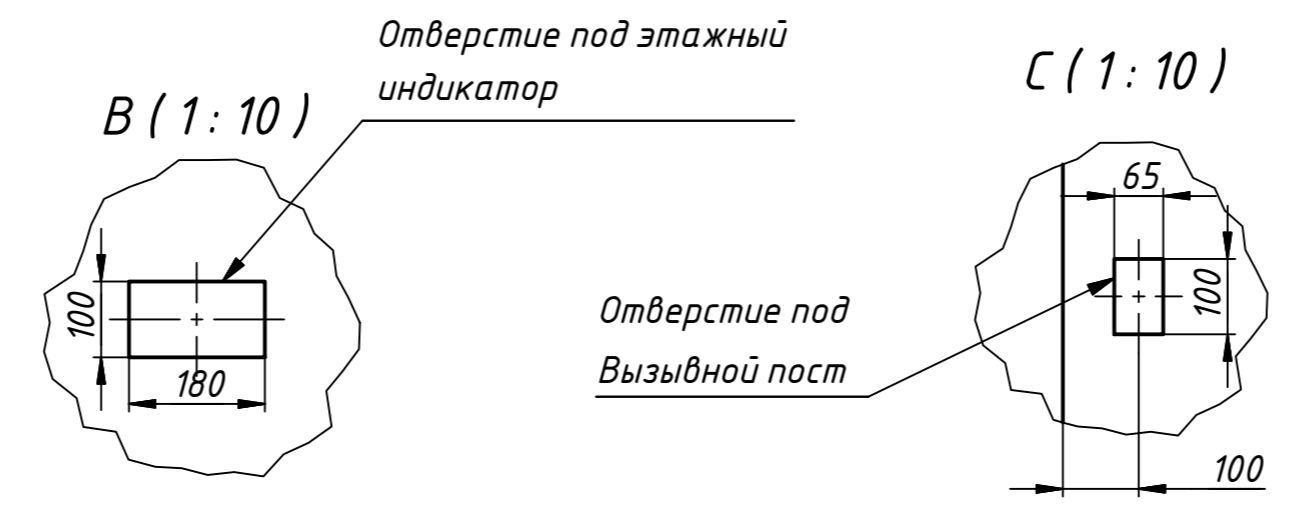 Отверстие под этажный
индикатор
B ( 1 : 10 )
100
180
C ( 1 : 10 )
65
100
Отверстие под
Вызывной пост
100